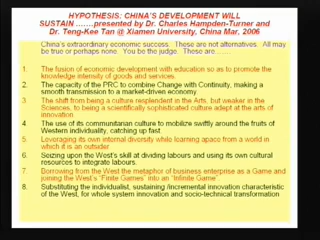 HYPOTHESIS: CHINA'S DEVELOPMENT WILL
SUSTAIN .......presented by Dr. Charles Hampden-Turner and
Dr. Teng-Kee Tan @ Xiamen University, China Mar, 2006
China's extraordinary economic success. These are not alternatives. All may
be true or perhaps none. You be the judge. These are......
1. The fusion of economic development with education so as to promote the
knowledge intensity of goods and services.
2. The capacity of the PRC to combine Change with Continuity, making a
smooth transmission to a market-driven economy
3. The shift from being a culture resplendent in the Arts, but weaker in the
Sciences, to being a scientifically sophisticated culture adept at the arts of
innovation
4. The use of its communitarian culture to mobilize swiftly around the fruits of
Western individuality, catching up fast
5. Leveraging its own internal diversity while learning apace from a world in
which it is an outsider.
6. Seizing upon the West's skill at dividing labours and using its own cultural
resources to integrate labours.
7. Borrowing from the West the metaphor of business enterprise as a Game and
joining the West's "Finite Games" into an "Infinite Game".
8. Substituting the individualist, sustaining /incremental innovation characteristic
of the West, for whole system innovation and socio-technical transformation